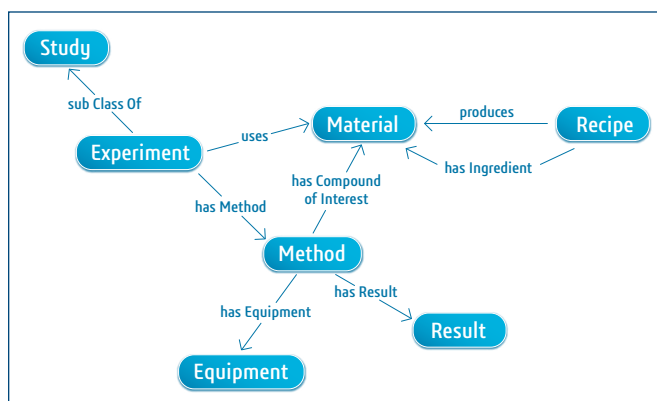 Study
sub Class Of
Experiment
uses
Material
produces
Recipe
has Ingredient
has Compound
of Interest
has Method
Method
has Equipment
has Result
Result
Equipment